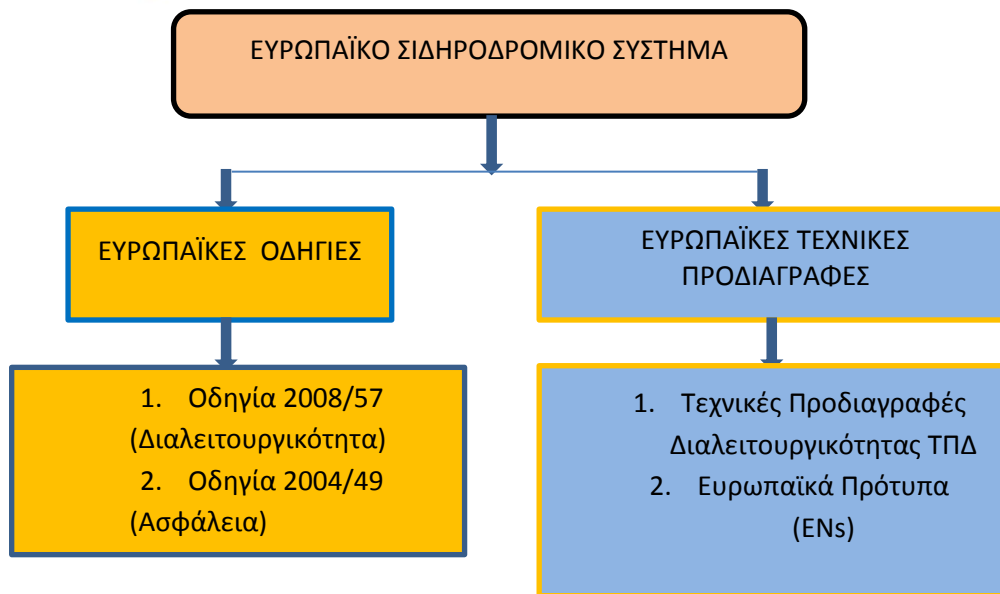 ΕΥΡΩΠΑΪΚΟ ΣΙΔΗΡΟΔΡΟΜΙΚΟ ΣΥΣΤΗΜΑ
ΕΥΡΩΠΑΪΚΕΣ ΟΔΗΓΙΕΣ
ΕΥΡΩΠΑΪΚΕΣ ΤΕΧΝΙΚΕΣ
ΠΡΟΔΙΑΓΡΑΦΕΣ
1. Οδηγία 2008/57
(Διαλειτουργικότητα)
2. Οδηγία 2004/49
(Ασφάλεια)
1. Τεχνικές Προδιαγραφές
Διαλειτουργικότητας ΤΠΔ
2. Ευρωπαϊκά Πρότυπα
(ENs)